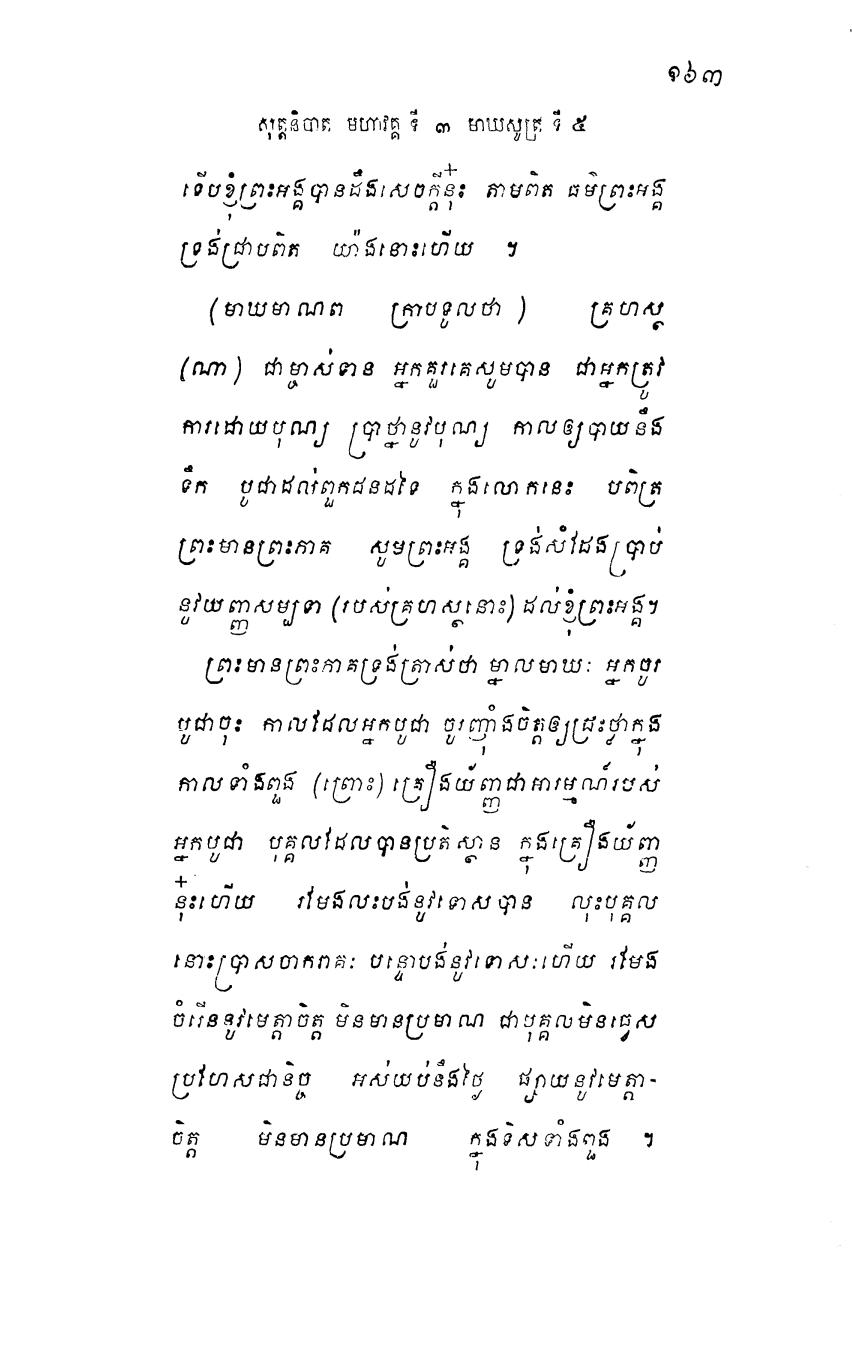 ១៦៣
សុត្តនិបាត មហាវគ្គ ទី ៣ មាឃសូត្រ ទី ៥
ទើបខ្ញុំព្រះអង្គបានដឹងសេចក្ដីនុ៎ះ តាមពិត ធម៌ព្រះអង្គ
ទ្រង់ជ្រាបពិត យ៉ាងនោះហើយ ។
(មាឃមាណព ក្រាបទូលថា) គ្រហស្ថ
(ណា) ជាម្ចាស់ទាន អ្នកគួរគេសូមបាន ជាអ្នកត្រូវ
ការដោយបុណ្យ ប្រាថ្នានូវបុណ្យ កាលឲ្យបាយនឹង
ទឹក បូជាដល់ពួកជនដទៃ ក្នុងលោកនេះ បពិត្រ
ព្រះមានព្រះភាគ សូមព្រះអង្គ ទ្រង់សំដែងប្រាប់
នូវយញ្ញសម្បទា (របស់គ្រហស្ថនោះ) ដល់ខ្ញុំព្រះអង្គ។
ព្រះមានព្រះភាគទ្រង់ត្រាស់ថា ម្នាលមាឃៈ អ្នកចូរ
បូជាចុះ កាលដែលអ្នកបូជា ចូរញ៉ាំងចិត្តឲ្យជ្រះថ្លាក្នុង
កាលទាំងពួង (ព្រោះ) គ្រឿងយ័ញ្ញជាអារម្មណ៍របស់
អ្នកបូជា បុគ្គលដែលបានប្រតិស្ឋាន ក្នុងគ្រឿងយ័ញ្ញ
នុ៎ះហើយ រមែងលះបង់នូវទោសបាន លុះបុគ្គល
នោះប្រាសចាករាគៈ បន្ទោបង់នូវទោសៈហើយ រមែង
ចំរើននូវមេត្តាចិត្ត មិនមានប្រមាណ ជាបុគ្គលមិនធ្វេស
ប្រហែសជានិច្ច អស់យប់នឹងថ្ងៃ ផ្សាយនូវមេត្តា-
ចិត្ត មិនមានប្រមាណ ក្នុងទិសទាំងពួង ។